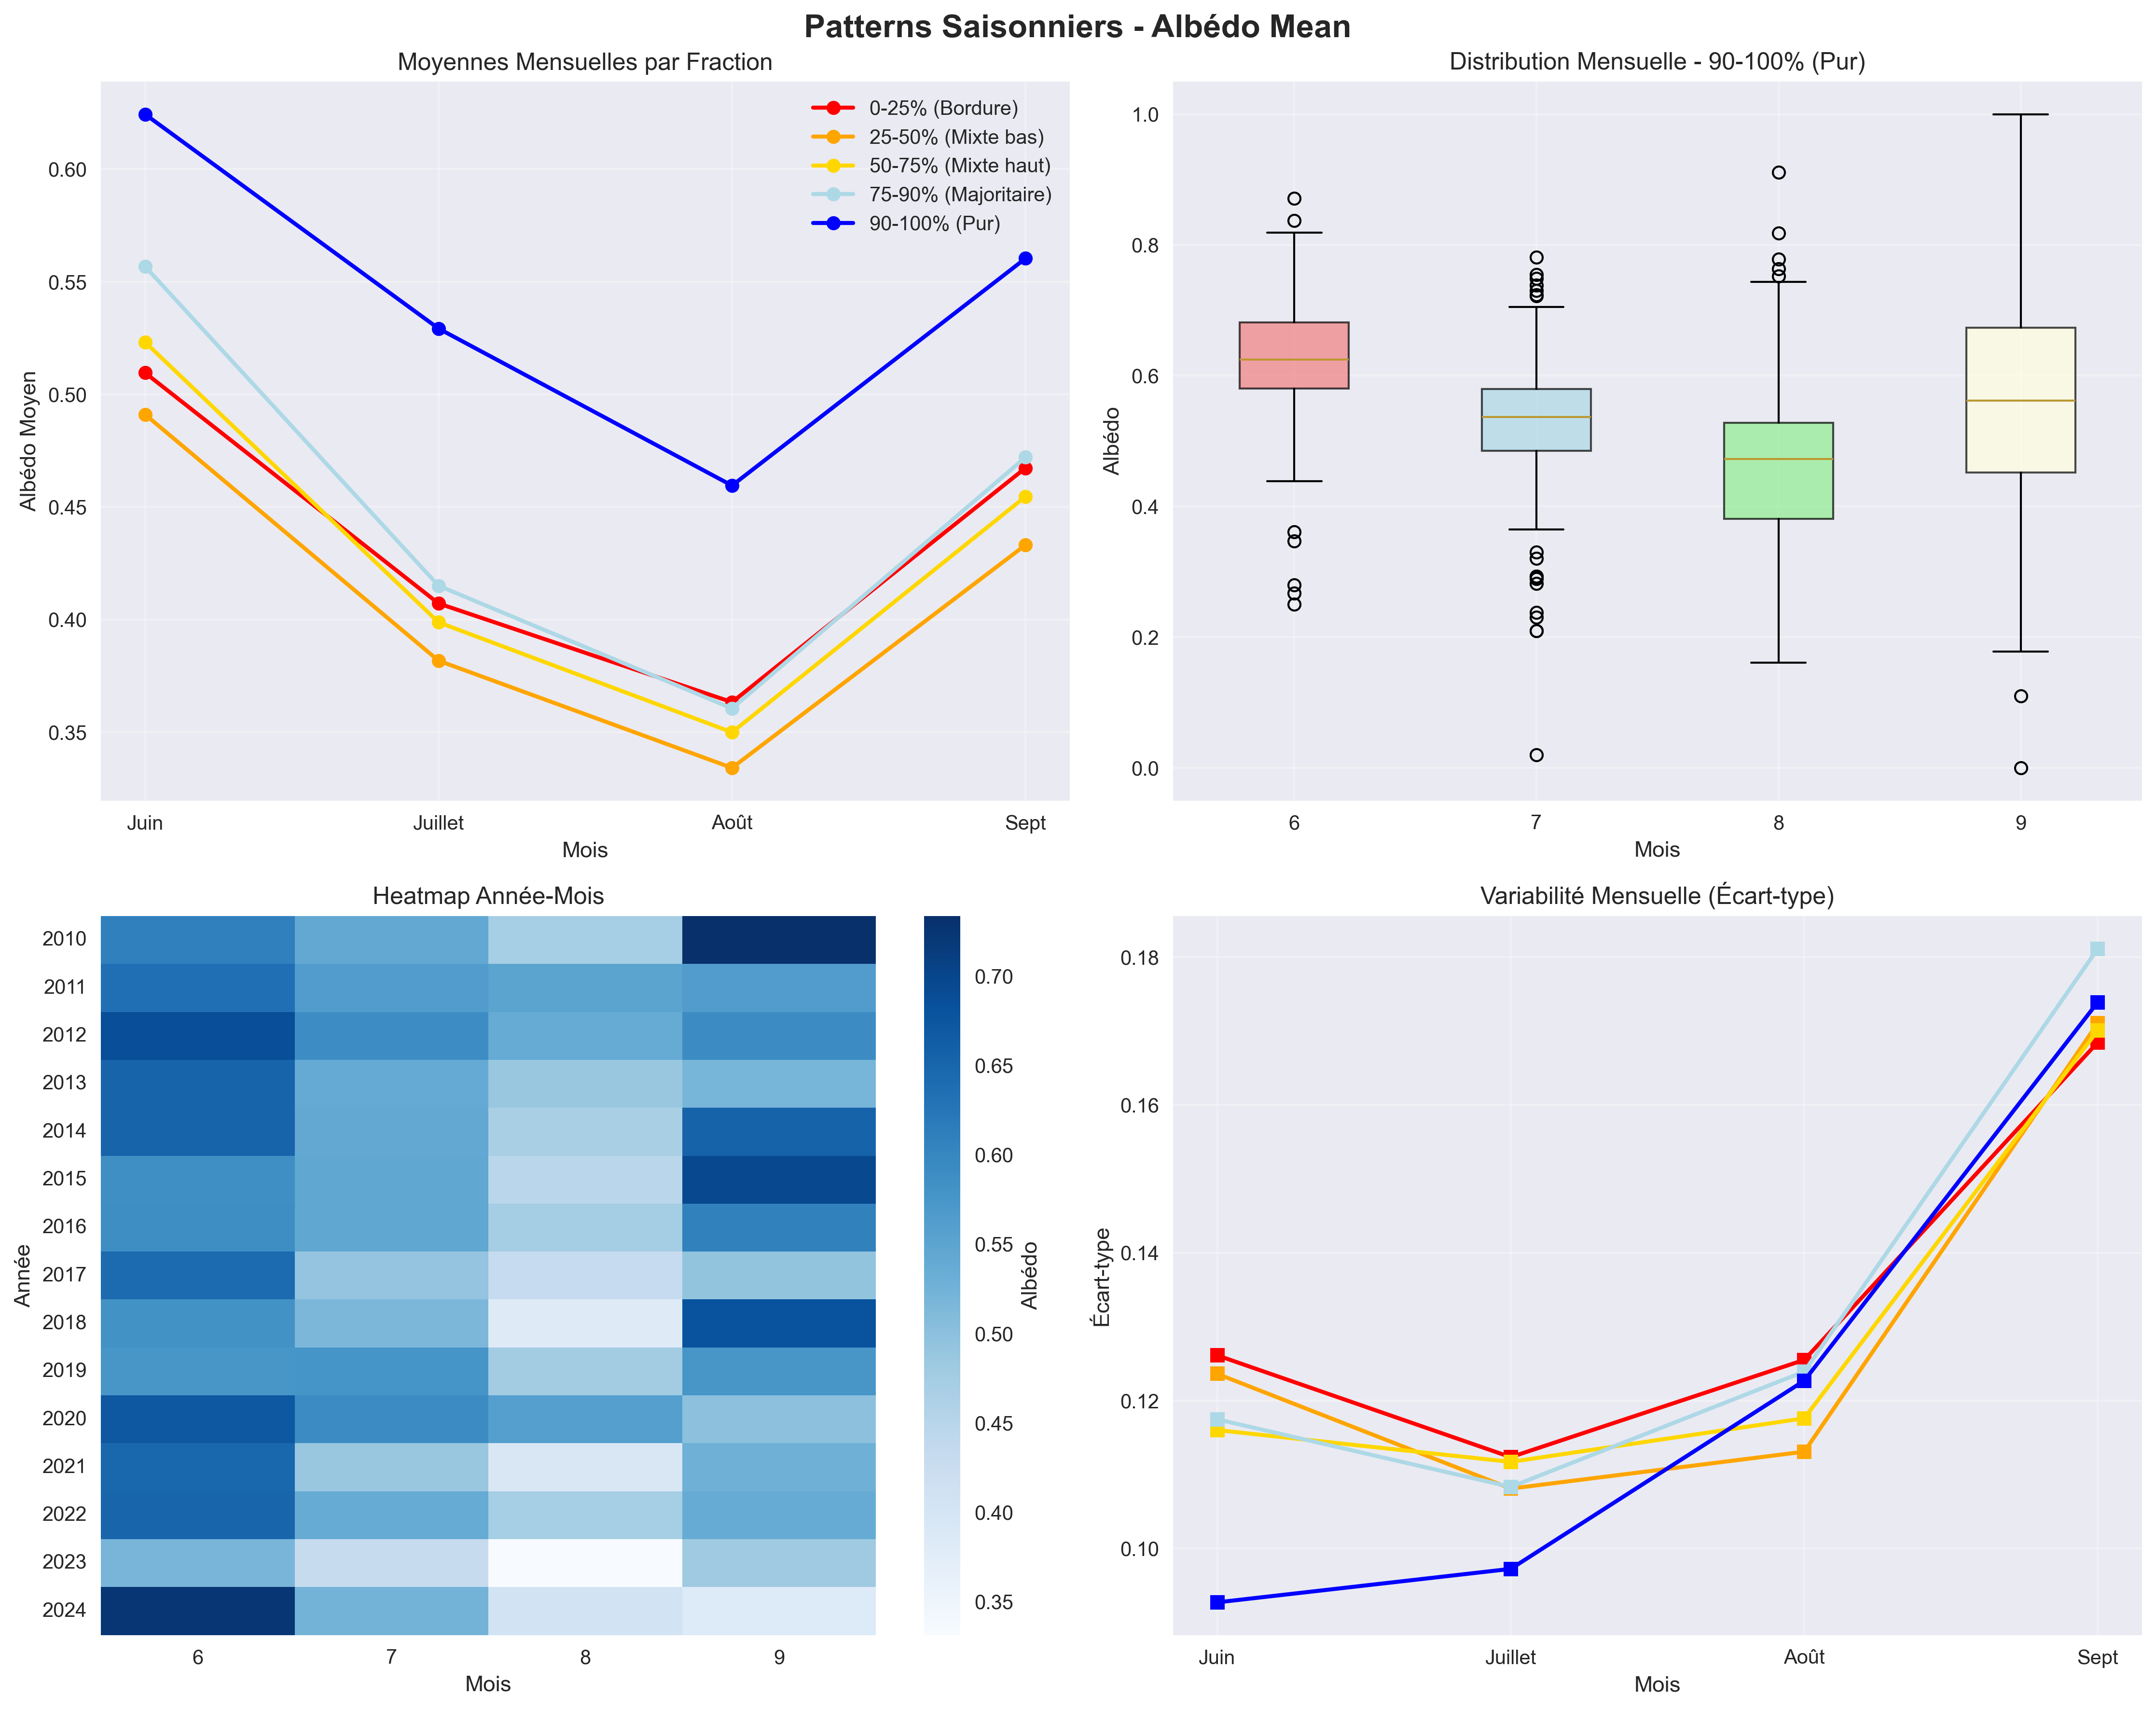 Patterns Saisonniers - Albédo Mean
Moyennes Mensuelles par Fraction
Albédo Moyen
0.60
0.55
0.50
0.45
0.40
0.35
0-25% (Bordure)
25-50% (Mixte bas)
50-75% (Mixte haut)
75-90% (Majoritaire)
90-100% (Pur)
Juin
Juillet
Août
Sept
Mois
Distribution Mensuelle - 90-100% (Pur)
Albédo
1.0
0.8
0.6
0.4
0.2
0.0
6
7
8
9
Mois
Heatmap Année-Mois
Année
2010
2011
2012
2013
2014
2015
2016
2017
2018
2019
2020
2021
2022
2023
2024
6
7
8
9
Mois
0.70
0.65
0.60
0.55
0.50
0.45
0.40
0.35
Albédo
Variabilité Mensuelle (Écart-type)
Écart-type
0.18
0.16
0.14
0.12
0.10
Juin
Juillet
Août
Sept
Mois